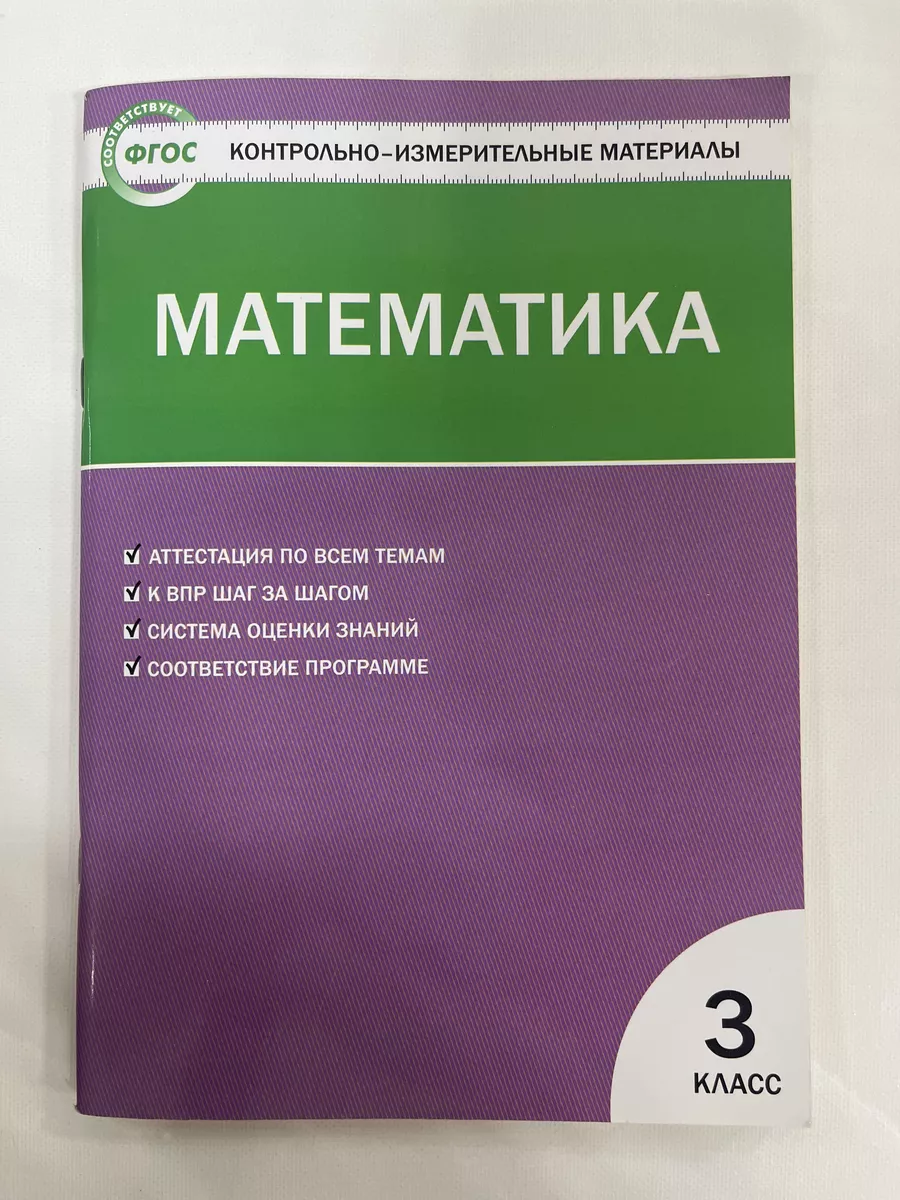 СООТВЕТСТВУЕТ
ФГОС
КОНТРОЛЬНО-ИЗМЕРИТЕЛЬНЫЕ МАТЕРИАЛЫ
МАТЕМАТИКА
АТТЕСТАЦИЯ ПО ВСЕМ ТЕМАМ
К ВПР ШАГ ЗА ШАГОМ
СИСТЕМА ОЦЕНКИ ЗНАНИЙ
СООТВЕТСТВИЕ ПРОГРАММЕ
3
КЛАСС